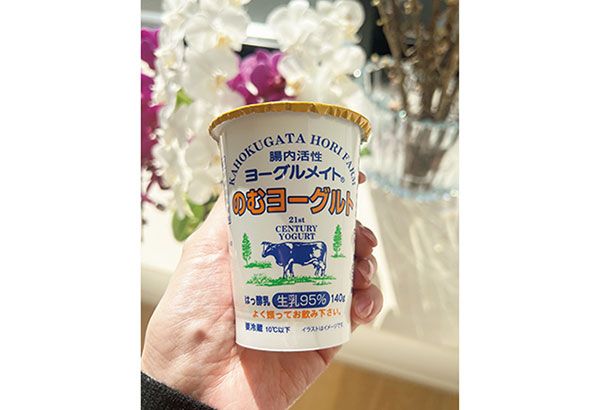 KAHOKUGATA HORI FARM
腸内活性
ヨーグルメイト®
のむヨーグルト
21st
CENTURY
YOGURT
はっ酵乳 生乳95% 140g
よく振ってお飲み下さい。
要冷蔵 10℃以下 イラストはイメージです